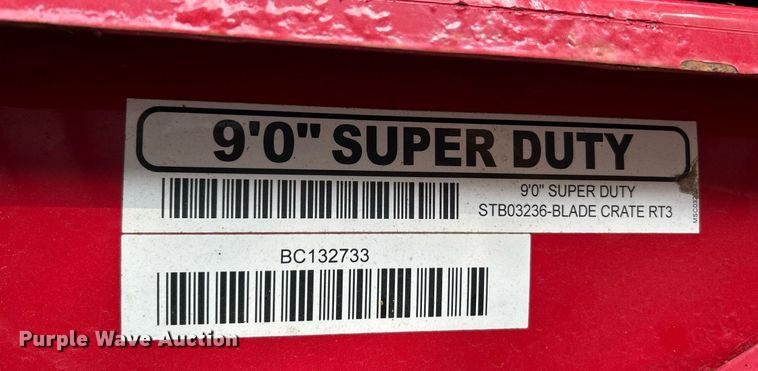 9'0" SUPER DUTY
9'0" SUPER DUTY
STB03236-BLADE CRATE RT3
BC132733
Purple Wave Auction